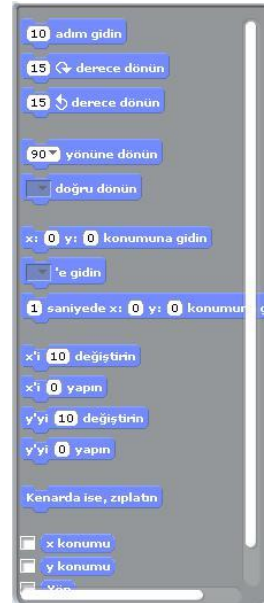 10 adım gidin
15 derece dönün
15 derece dönün
90 yönüne dönün
doğru dönün
x: 0 y: 0 konumuna gidin
'e gidin
1 saniyede x: 0 y: 0 konumun g
x'i 10 değiştirin
x'i 0 yapın
y'yi 10 değiştirin
y'yi 0 yapın
Kenarda ise, zıplatın
x konumu
y konumu
Yön